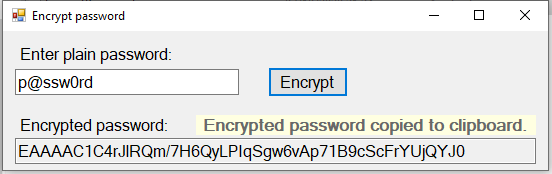 Encrypt password
Enter plain password:
p@ssw0rd
Encrypt
Encrypted password:
Encrypted password copied to clipboard.
EAAAAC1C4rJlRQm/7H6QyLPIqSgw6vAp71B9cScFrYUjQYJ0